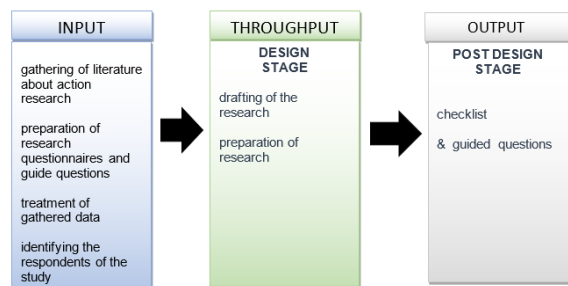 INPUT
gathering of literature
about action
research
preparation of
research
questionnaires and
guide questions
treatment of
gathered data
identifying the
respondents of the
study
THROUGHPUT
DESIGN
STAGE
drafting of the
research
preparation of
research
OUTPUT
POST DESIGN
STAGE
checklist
& guided questions